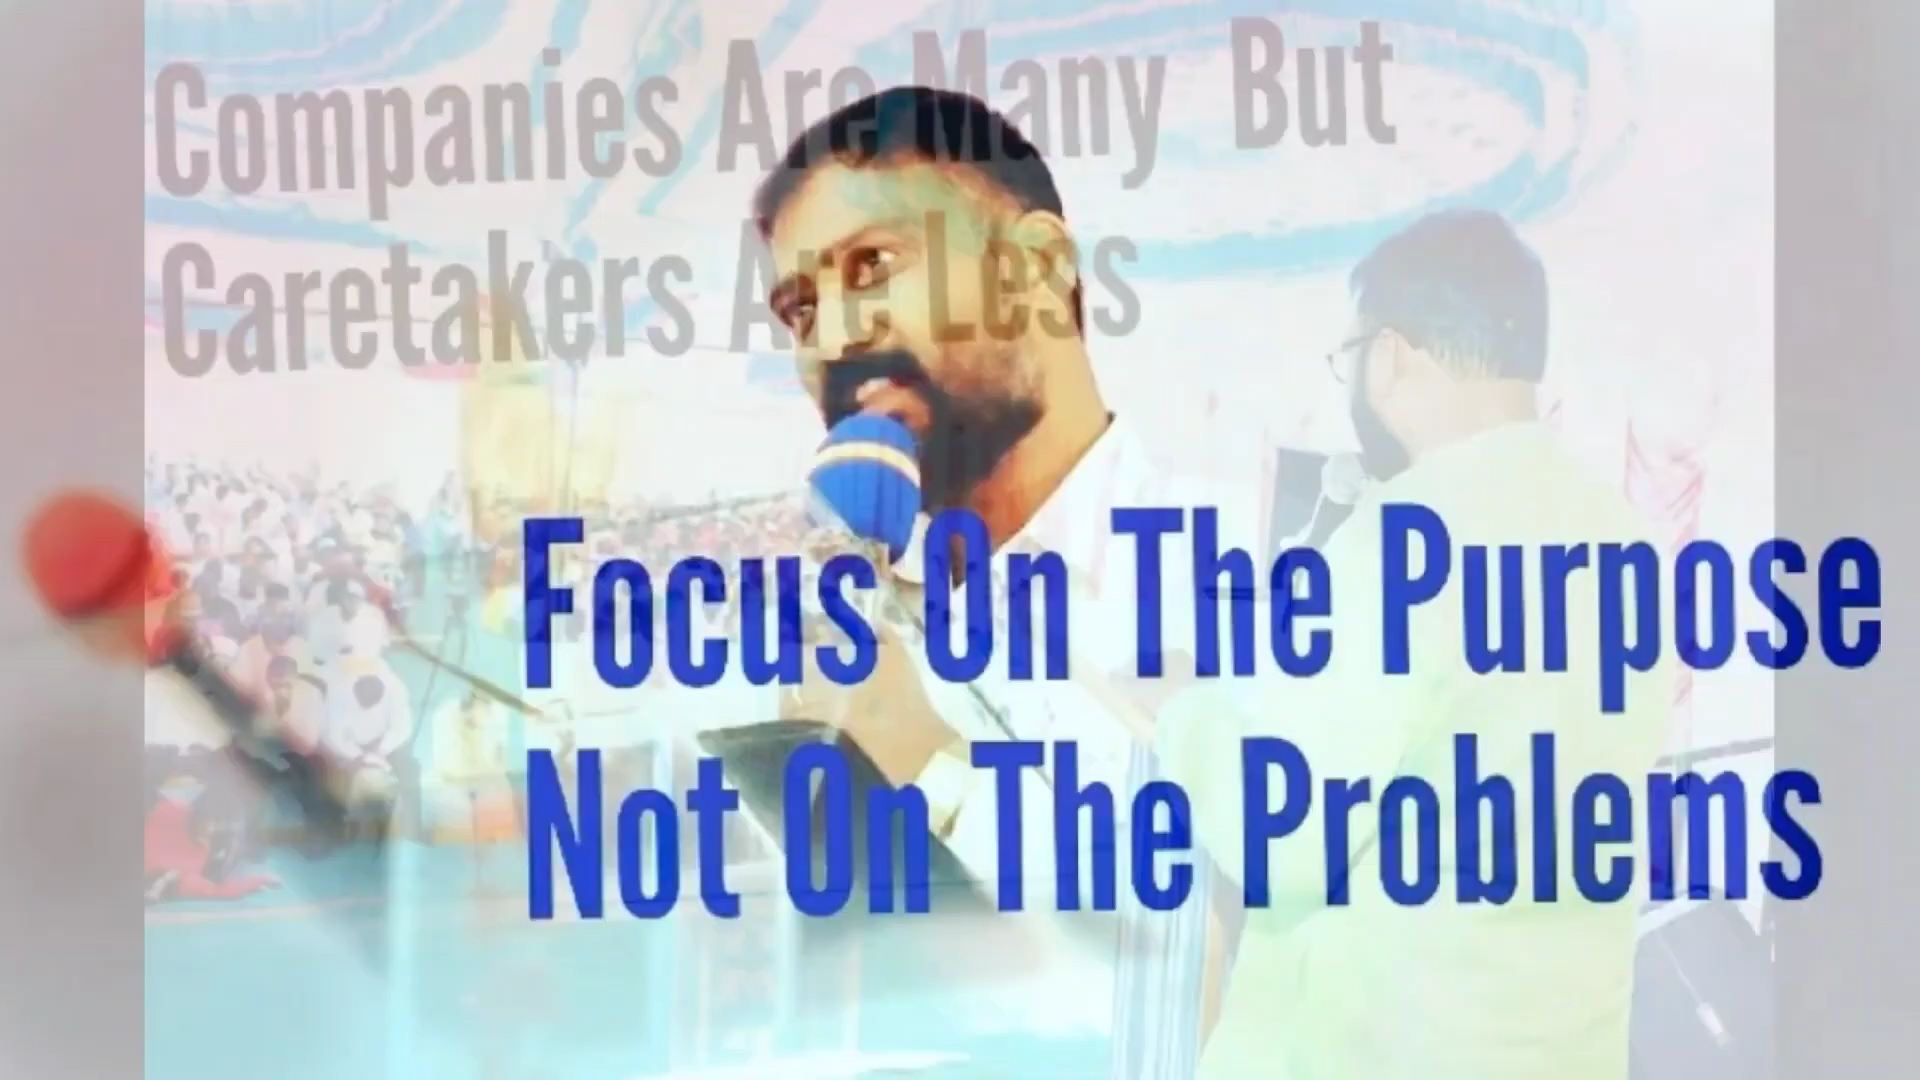 Companies Are Many But
Caretakers Are Less
Focus On The Purpose
Not On The Problems